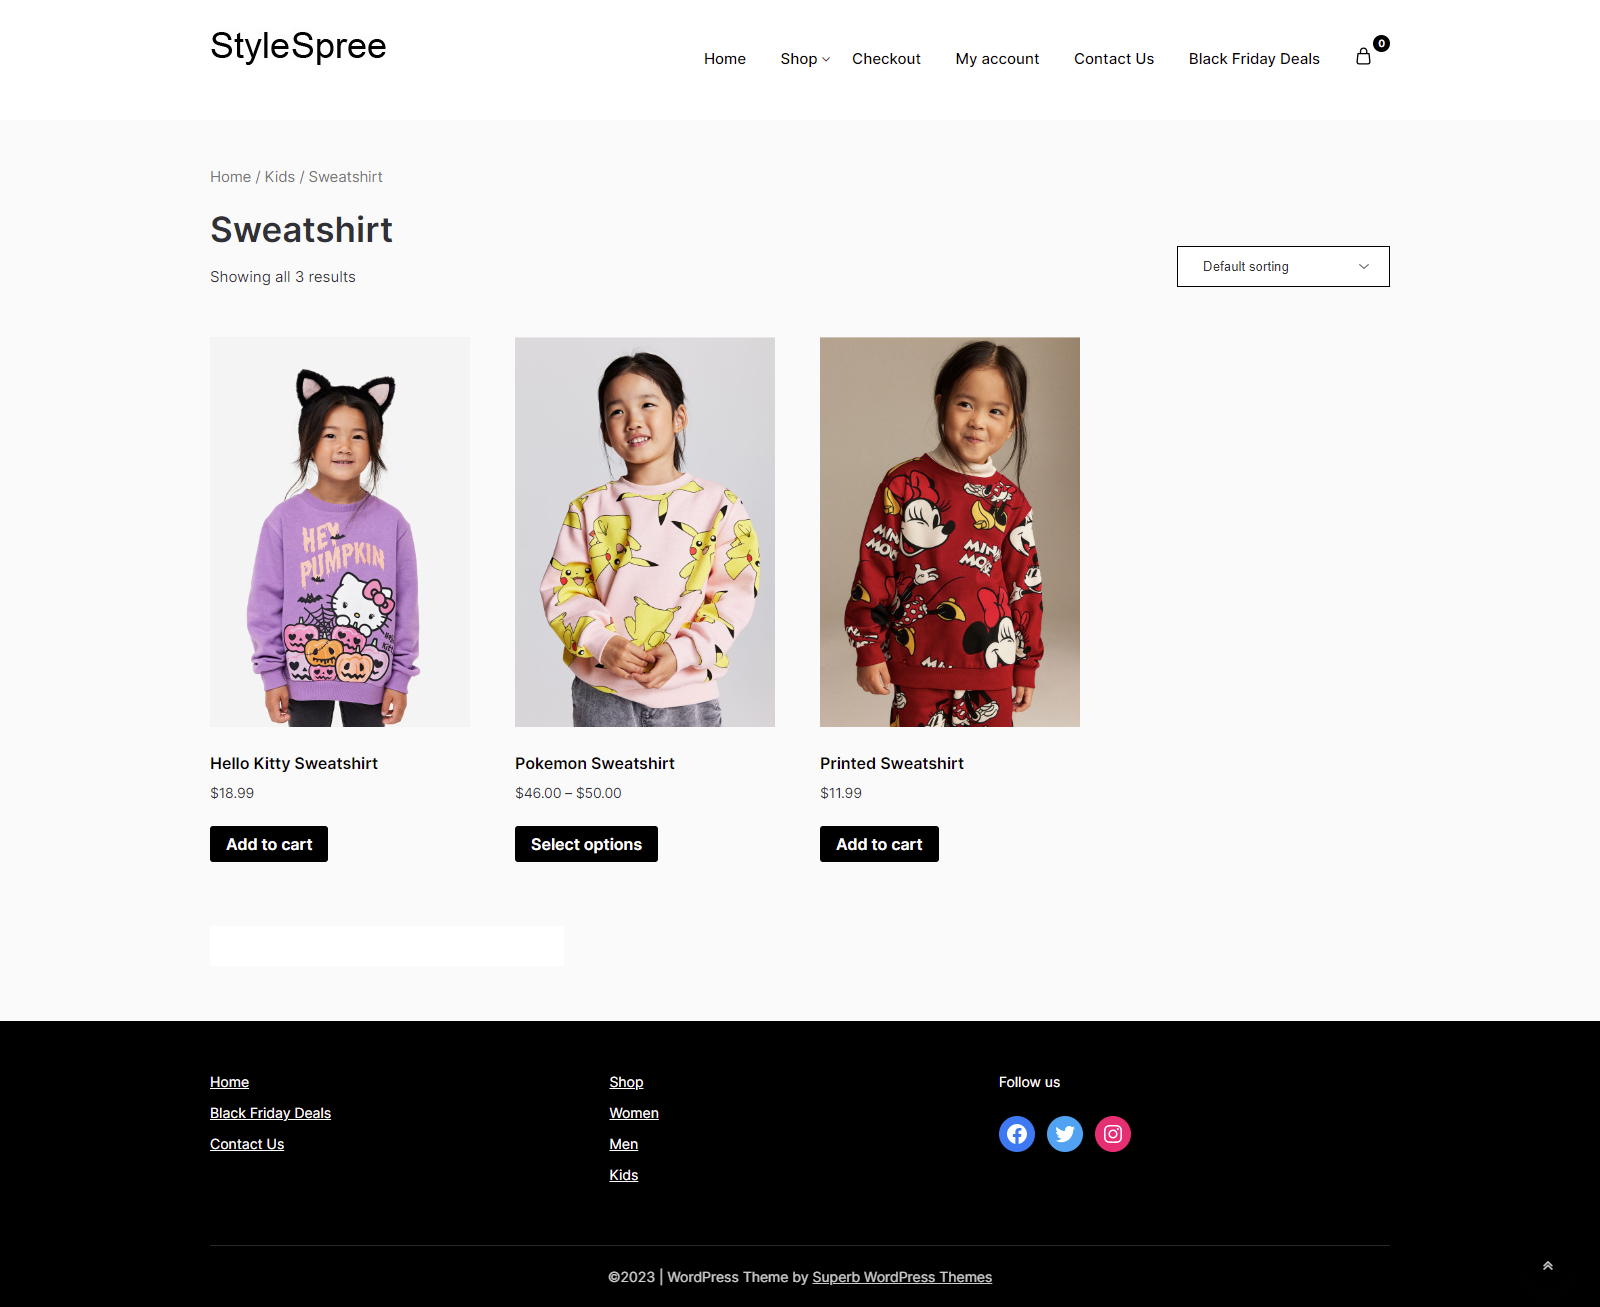 StyleSpree
Home
Shop
Checkout
My account
Contact Us
Black Friday Deals
0
Home / Kids / Sweatshirt
Sweatshirt
Showing all 3 results
Default sorting
HEY
PUMPKIN
Hello
Hello Kitty Sweatshirt
$18.99
Add to cart
Pokemon Sweatshirt
$46.00 – $50.00
Select options
Printed Sweatshirt
$11.99
Add to cart
Home
Black Friday Deals
Contact Us
Shop
Women
Men
Kids
Follow us
©2023 | WordPress Theme by Superb WordPress Themes